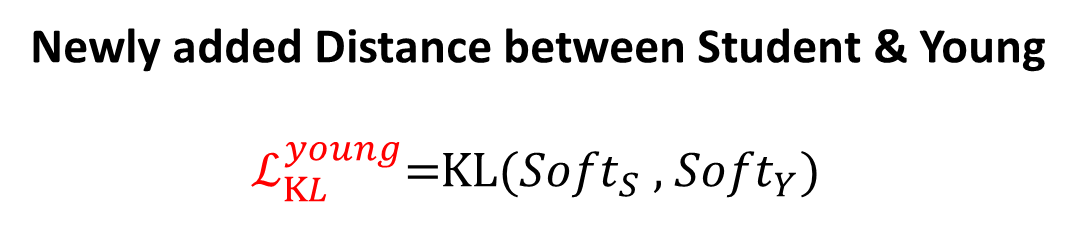 Newly added Distance between Student & Young
ℒ_KL^young=KL(Soft_S , Soft_Y)